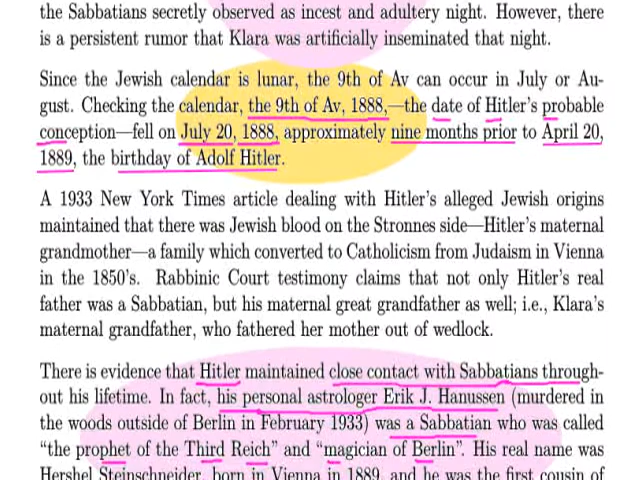 the Sabbatians secretly observed as incest and adultery night. However, there
is a persistent rumor that Klara was artificially inseminated that night.
Since the Jewish calendar is lunar, the 9th of Av can occur in July or Au-
gust. Checking the calendar, the 9th of Av, 1888,—the date of Hitler's probable
conception—fell on July 20, 1888, approximately nine months prior to April 20,
1889, the birthday of Adolf Hitler.
A 1933 New York Times article dealing with Hitler's alleged Jewish origins
maintained that there was Jewish blood on the Stronnes side—Hitler's maternal
grandmother—a family which converted to Catholicism from Judaism in Vienna
in the 1850's. Rabbinic Court testimony claims that not only Hitler's real
father was a Sabbatian, but his maternal great grandfather as well; i.e., Klara's
maternal grandfather, who fathered her mother out of wedlock.
There is evidence that Hitler maintained close contact with Sabbatians through-
out his lifetime. In fact, his personal astrologer Erik J. Hanussen (murdered in
the woods outside of Berlin in February 1933) was a Sabbatian who was called
“the prophet of the Third Reich” and “magician of Berlin”. His real name was
Hershel Steinschneider, born in Vienna in 1889, and he was the first cousin of